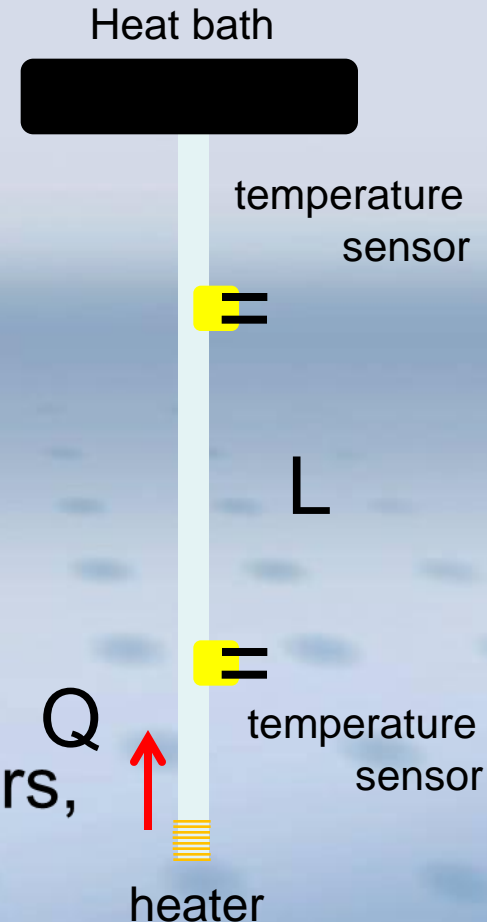 Heat bath
temperature
sensor
L
Q
rs,
temperature
sensor
heater